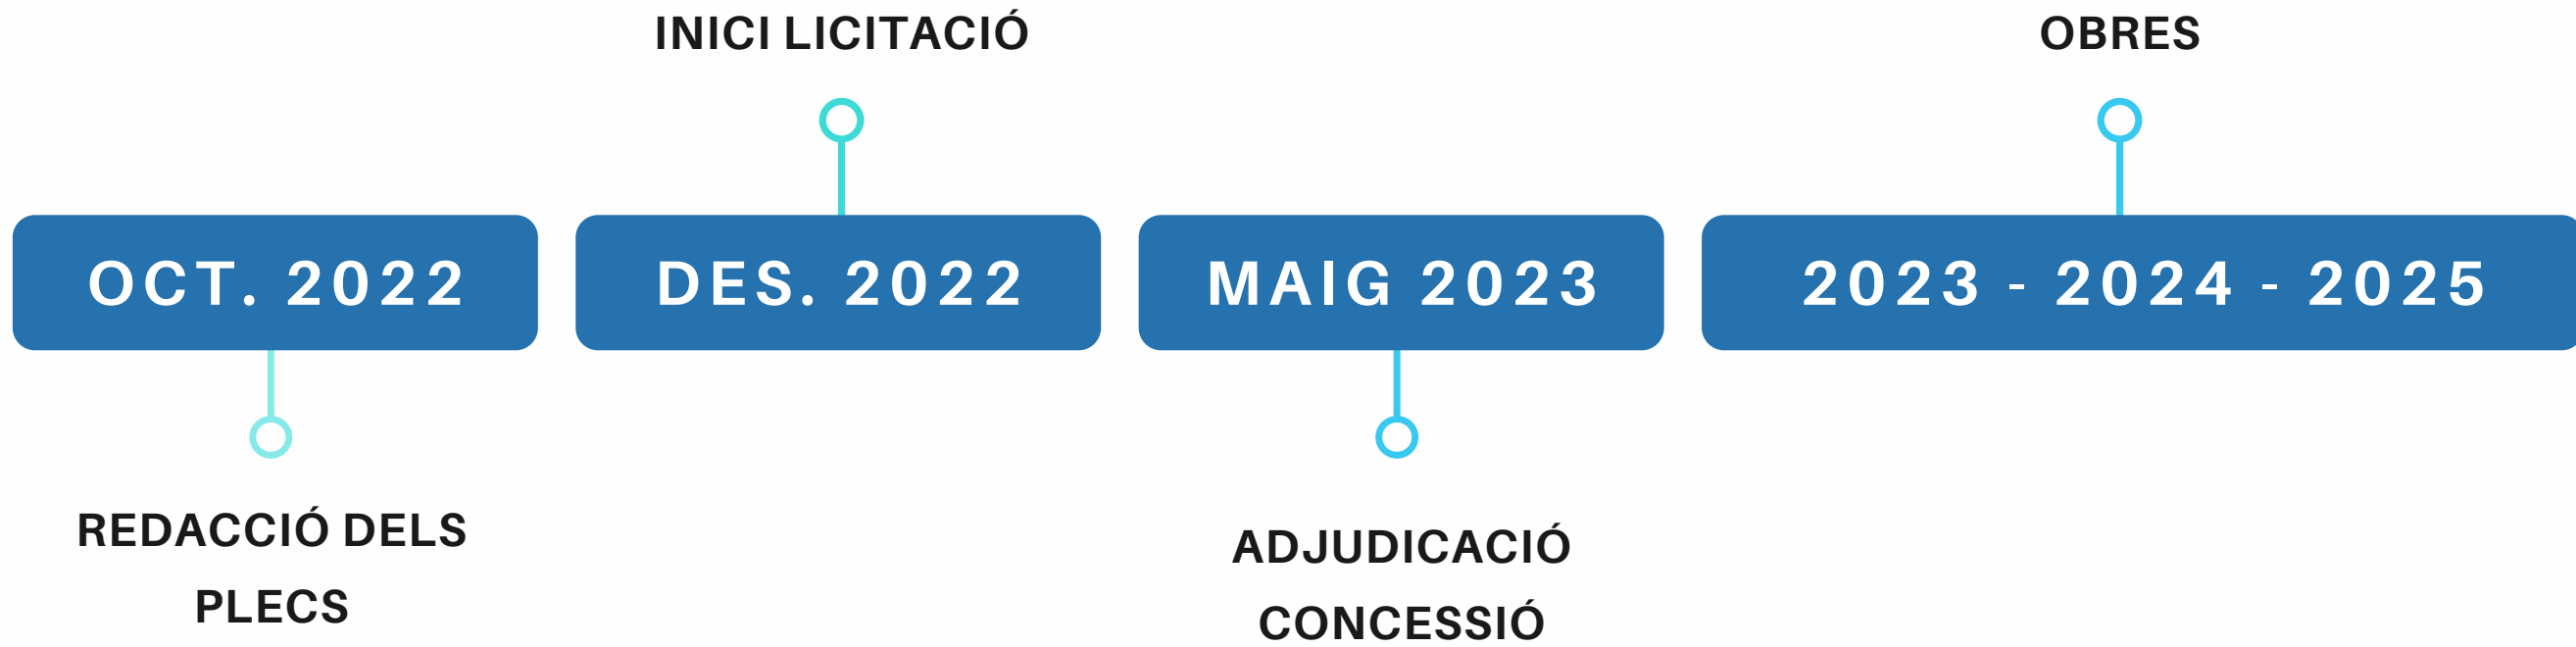 INICI LICITACIÓ
OBRES
OCT. 2022
DES. 2022
MAIG 2023
2023 - 2024 - 2025
REDACCIÓ DELS
PLECS
ADJUDICACIÓ
CONCESSIÓ